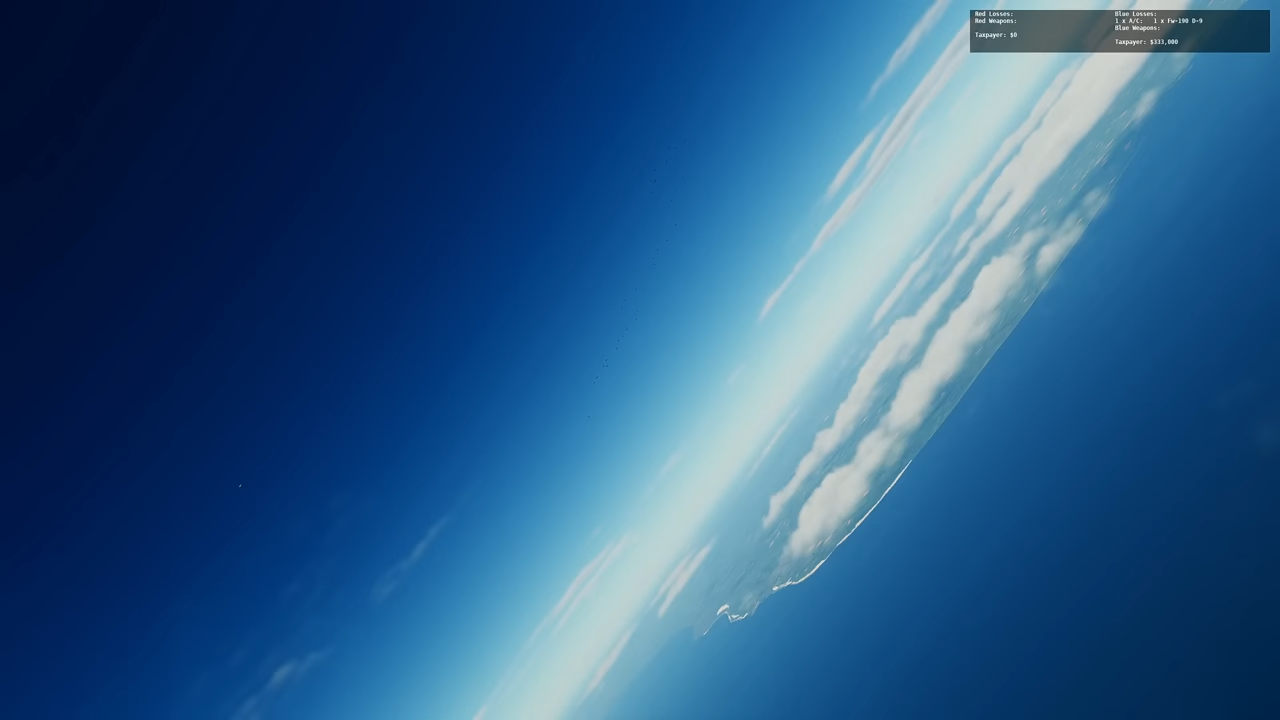 Red Losses:
Red Weapons:
Taxpayer: $0
Blue Losses:
1 x A/C:   1 x Fw-190 D-9
Blue Weapons:
Taxpayer: $333,000